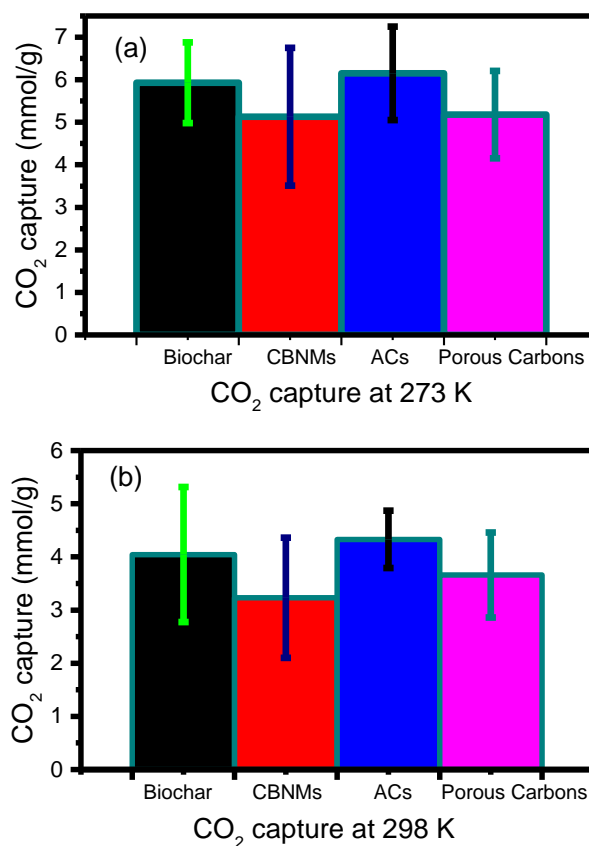 (a)
CO2 capture (mmol/g)
7
6
5
4
3
2
1
0
Biochar CBNMs ACs Porous Carbons
CO2 capture at 273 K
(b)
CO2 capture (mmol/g)
6
5
4
3
2
1
0
Biochar CBNMs ACs Porous Carbons
CO2 capture at 298 K